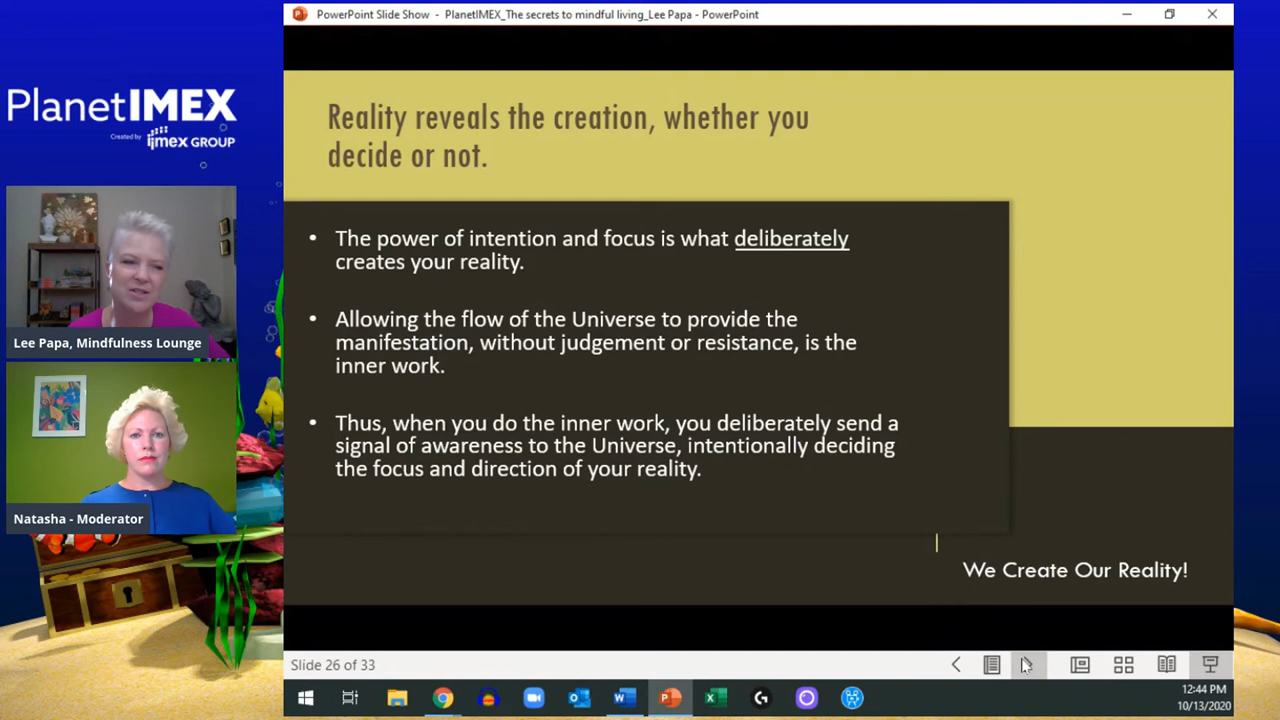 PowerPoint Slide Show - PlanetIMEX_The secrets to mindful living_Lee Papa - PowerPoint
PlanetIMEX
Created by imex GROUP
Reality reveals the creation, whether you
decide or not.
• The power of intention and focus is what deliberately
creates your reality.
• Allowing the flow of the Universe to provide the
manifestation, without judgement or resistance, is the
inner work.
• Thus, when you do the inner work, you deliberately send a
signal of awareness to the Universe, intentionally deciding
the focus and direction of your reality.
We Create Our Reality!
Lee Papa, Mindfulness Lounge
Natasha - Moderator
Slide 26 of 33
12:44 PM
10/13/2020